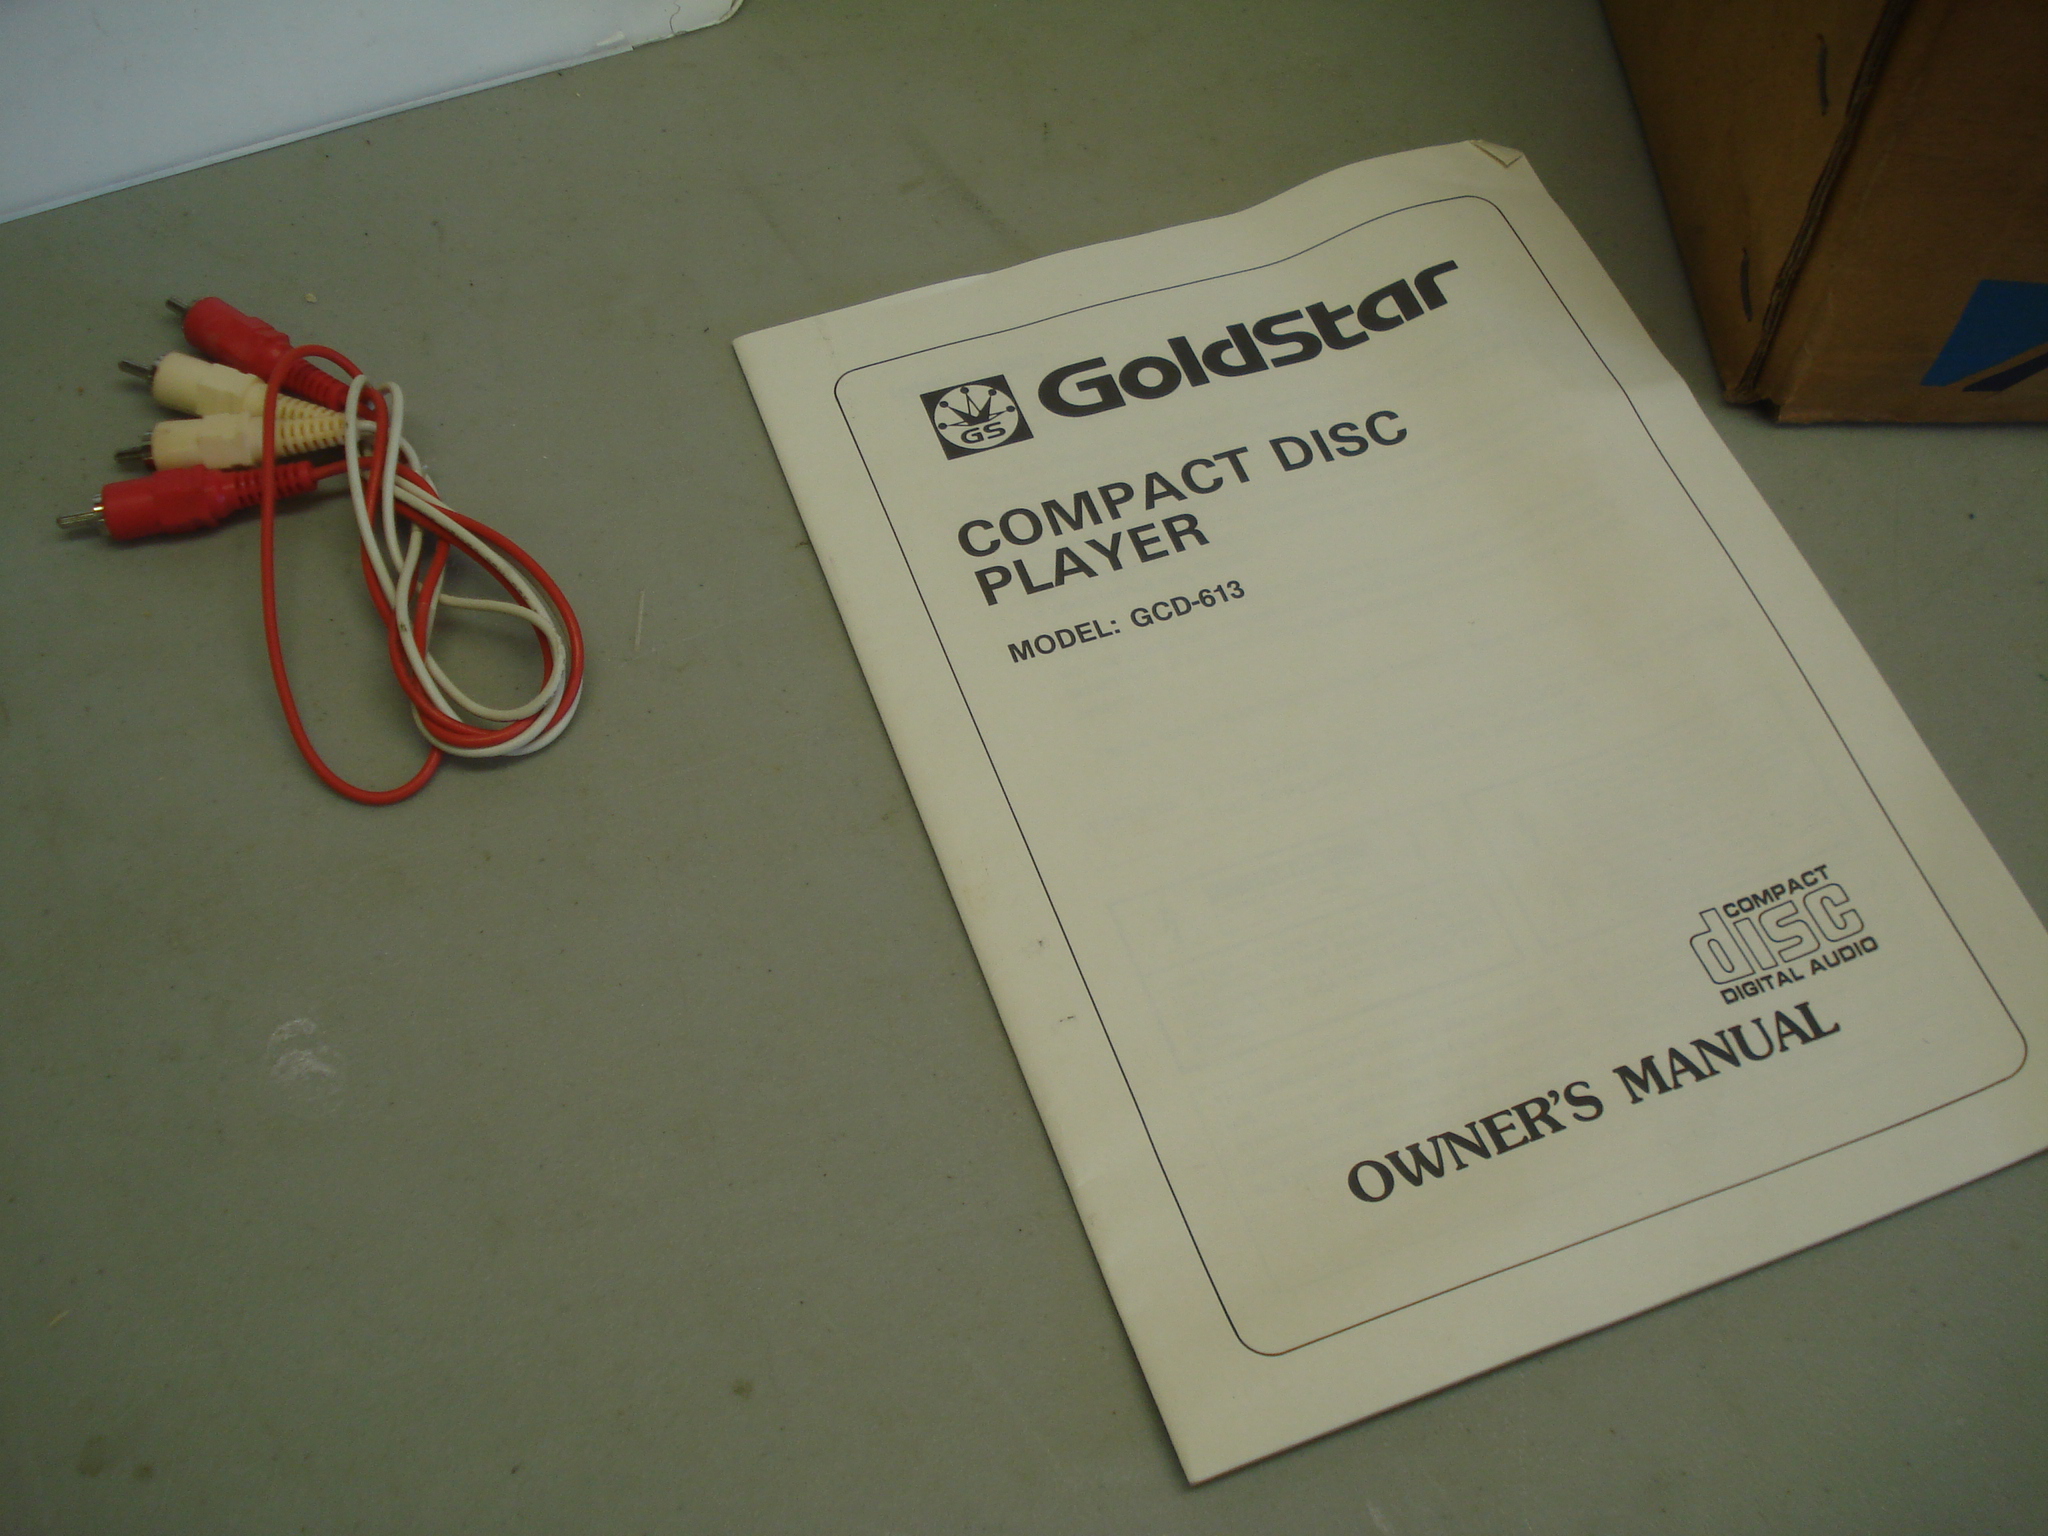 GS GoldStar
COMPACT DISC
PLAYER
MODEL: GCD-613
COMPACT
disc
DIGITAL AUDIO
OWNER'S MANUAL